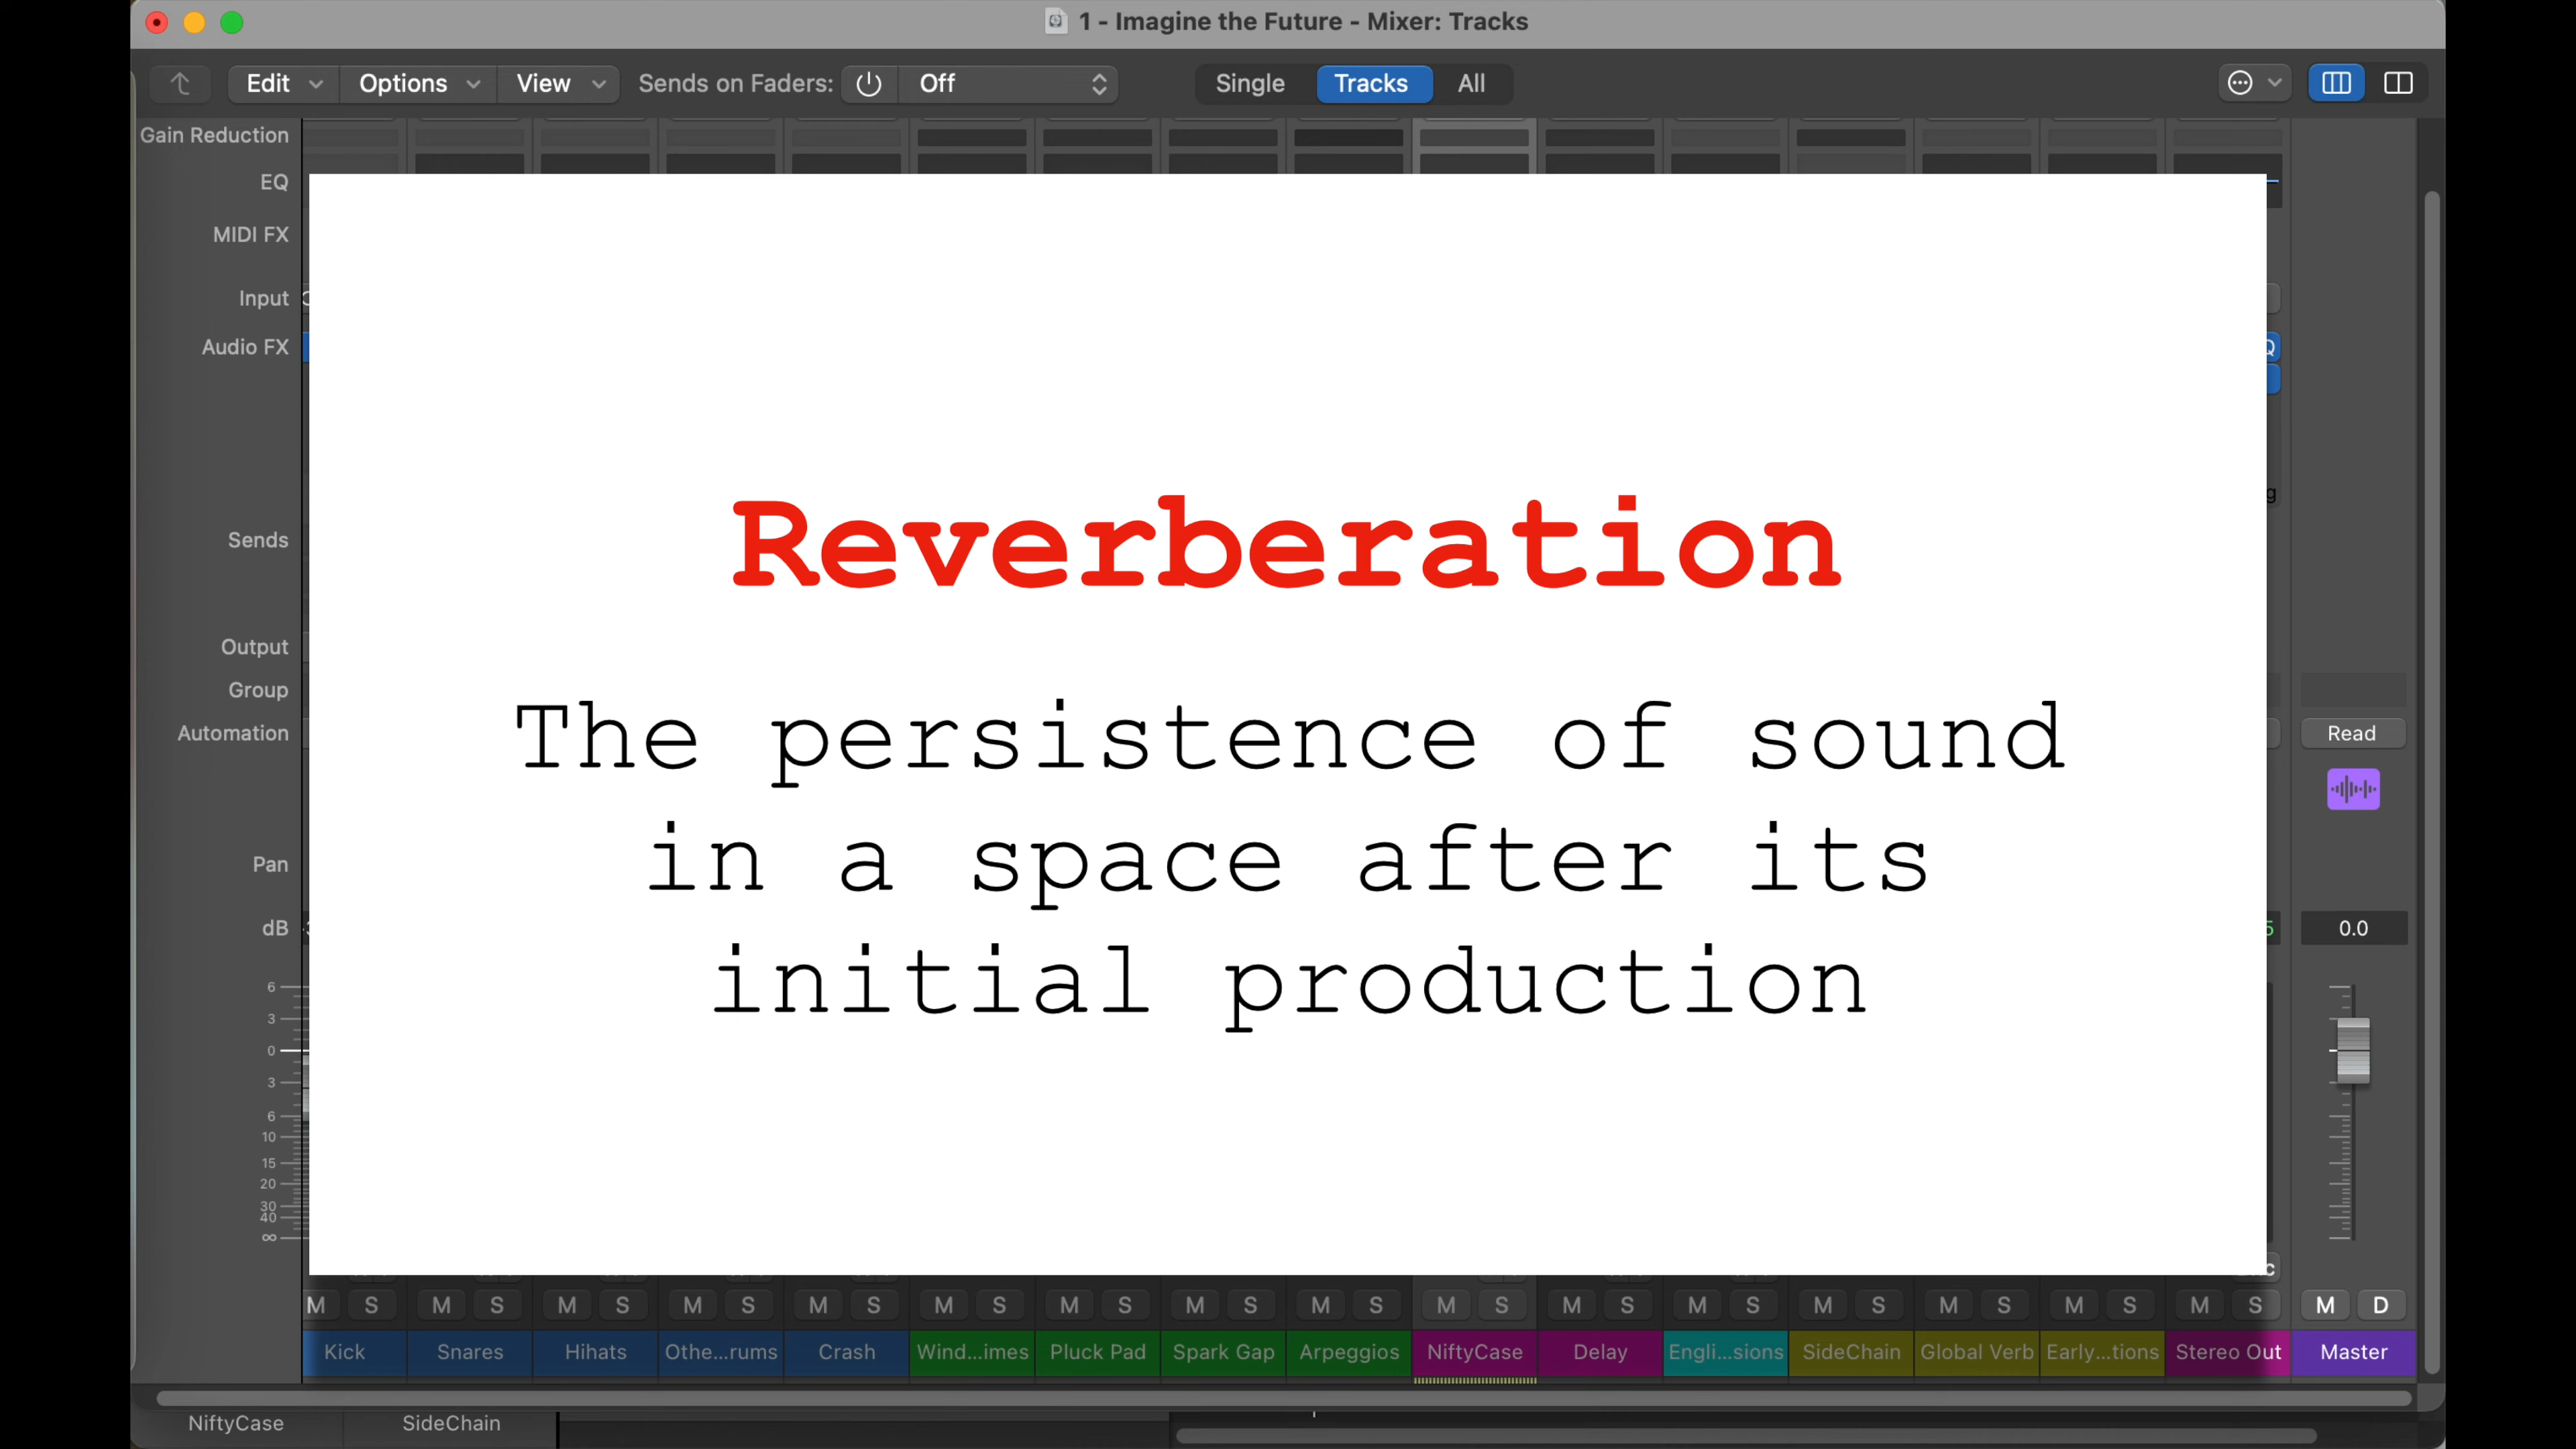 1 - Imagine the Future - Mixer: Tracks
Edit Options View Sends on Faders: Off Single Tracks All
Gain Reduction
EQ
MIDI FX
Input
Audio FX
Sends
Output
Group
Automation
Pan
dB
Reverberation
The persistence of sound
in a space after its
initial production
Read
0.0
6
3
0
3
6
10
15
20
30
40
∞
M S M S M S M S M S M S M S M S M S M S M S M S M S M S M S M S M D
Kick Snares Hihats Othe...rums Crash Wind...imes Pluck Pad Spark Gap Arpeggios NiftyCase Delay Engli...sions SideChain Global Verb Early...tions Stereo Out Master
NiftyCase SideChain